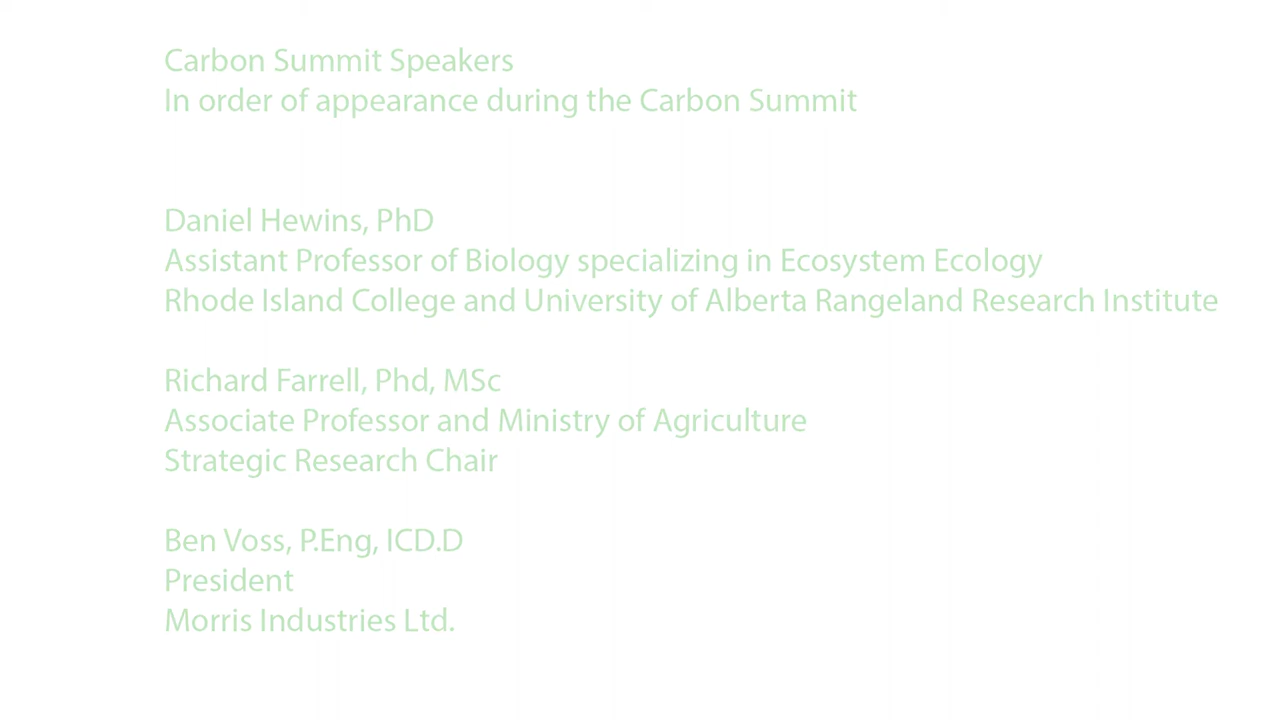 Carbon Summit Speakers
In order of appearance during the Carbon Summit
Daniel Hewins, PhD
Assistant Professor of Biology specializing in Ecosystem Ecology
Rhode Island College and University of Alberta Rangeland Research Institute
Richard Farrell, Phd, MSc
Associate Professor and Ministry of Agriculture
Strategic Research Chair
Ben Voss, P.Eng, ICD.D
President
Morris Industries Ltd.